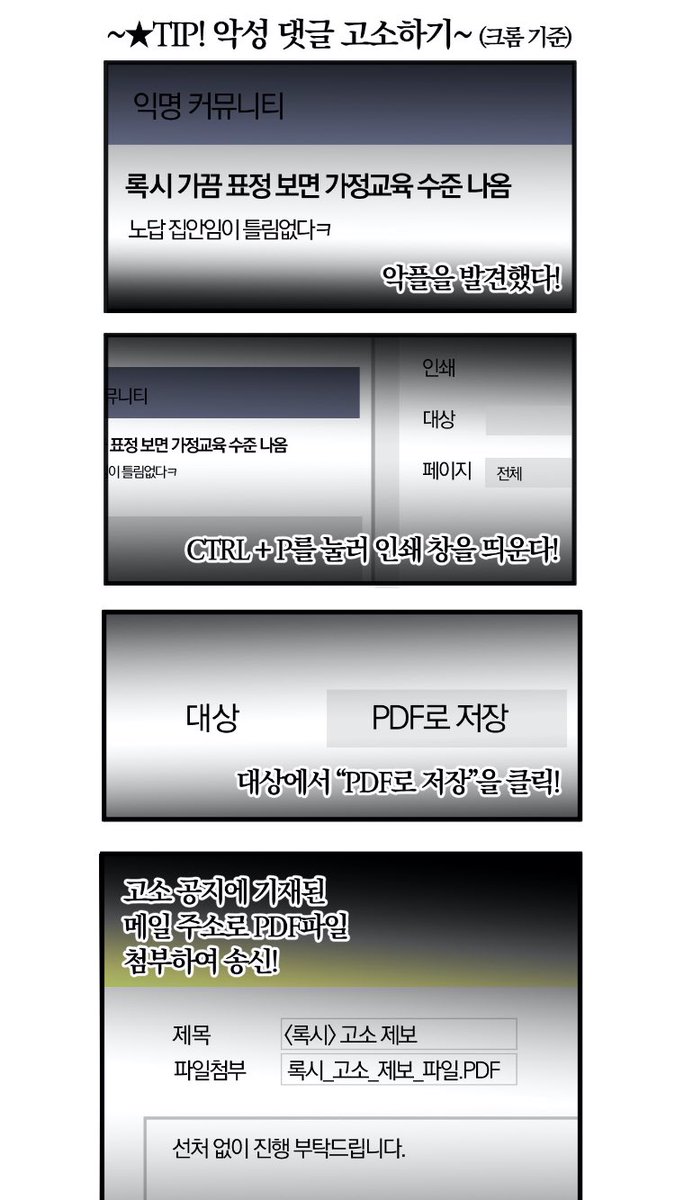 ~★TIP! 악성 댓글 고소하기~ (크롬 기준)
익명 커뮤니티
록시 가끔 표정 보면 가정교육 수준 나옴
노답 집안임이 틀림없다ㅋ
악플을 발견했다!
뮤니티
표정 보면 가정교육 수준 나옴
이 틀림없다ㅋ
인쇄
대상
페이지 전체
CTRL + P를 눌러 인쇄 창을 띄운다!
대상 PDF로 저장
대상에서 “PDF로 저장”을 클릭!
고소 공지에 기재된
메일 주소로 PDF파일
첨부하여 송신!
제목 〈록시〉 고소 제보
파일첨부 록시_고소_제보_파일.PDF
선처 없이 진행 부탁드립니다.